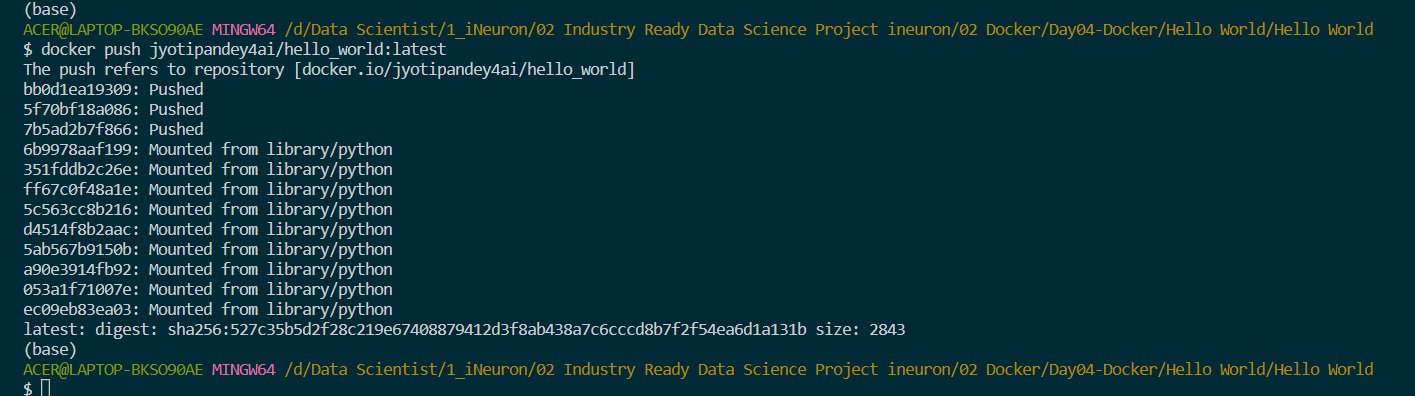 (base)
ACER@LAPTOP-BKSO90AE MINGW64 /d/Data Scientist/1_iNeuron/02 Industry Ready Data Science Project ineuron/02 Docker/Day04-Docker/Hello World/Hello World
$ docker push jyotipandey4ai/hello_world:latest
The push refers to repository [docker.io/jyotipandey4ai/hello_world]
bb0d1ea19309: Pushed
5f70bf18a086: Pushed
7b5ad2b7f866: Pushed
6b9978aaf199: Mounted from library/python
351fddb2c26e: Mounted from library/python
ff67c0f48a1e: Mounted from library/python
5c563cc8b216: Mounted from library/python
d4514f8b2aac: Mounted from library/python
5ab567b9150b: Mounted from library/python
a90e3914fb92: Mounted from library/python
053a1f71007e: Mounted from library/python
ec09eb83ea03: Mounted from library/python
latest: digest: sha256:527c35b5d2f28c219e67408879412d3f8ab438a7c6cccd8b7f2f54ea6d1a131b size: 2843
(base)
ACER@LAPTOP-BKSO90AE MINGW64 /d/Data Scientist/1_iNeuron/02 Industry Ready Data Science Project ineuron/02 Docker/Day04-Docker/Hello World/Hello World
$